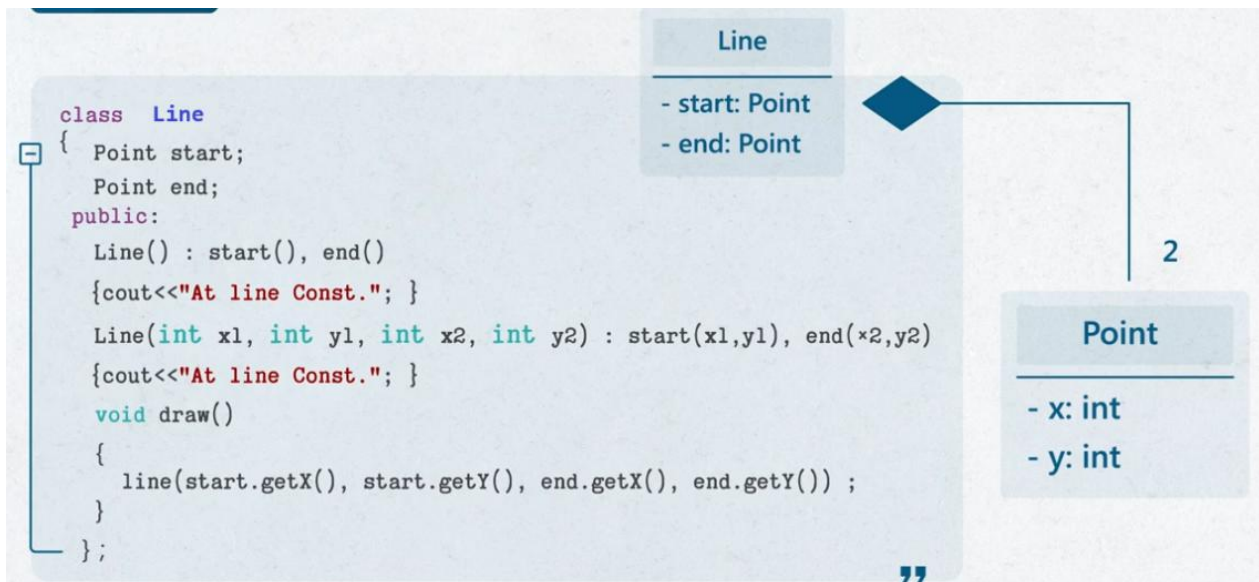 class Line
{ Point start;
Point end;
public:
Line() : start(), end()
{cout<<"At line Const."; }
Line(int x1, int y1, int x2, int y2) : start(x1,y1), end(×2,y2)
{cout<<"At line Const."; }
void draw()
{
line(start.getX(), start.getY(), end.getX(), end.getY()) ;
}
};
Line
- start: Point
- end: Point
2
Point
- x: int
- y: int